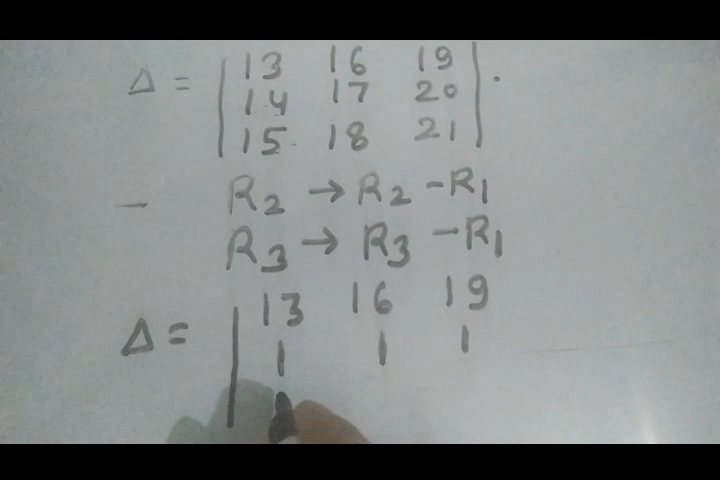 Δ = | 13 16 19 | .
| 14 17 20 |
| 15 18 21 |
— R2 → R2 - R1
R3 → R3 - R1
Δ = | 13 16 19
| 1 1 1